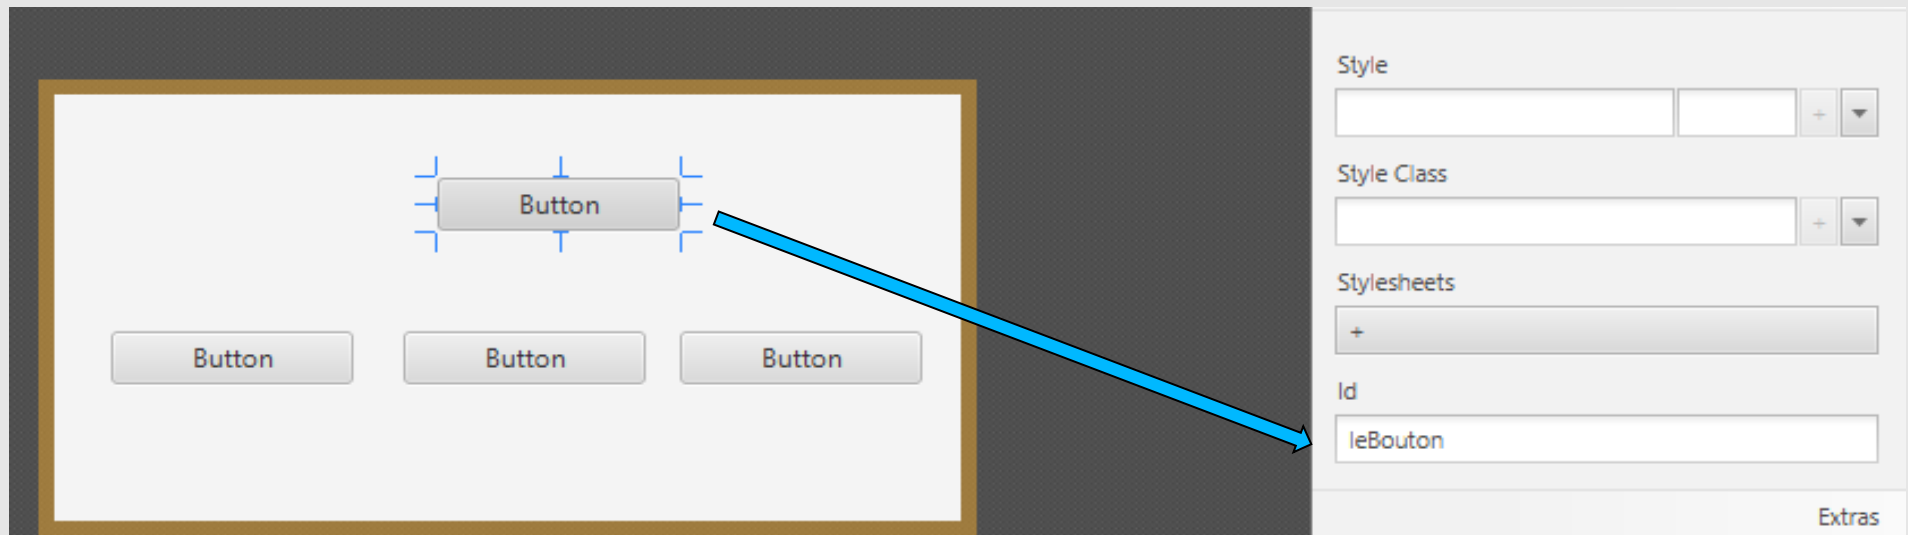 Button
Button
Button
Button
Style
+
Style Class
+
Stylesheets
+
Id
leBouton
Extras